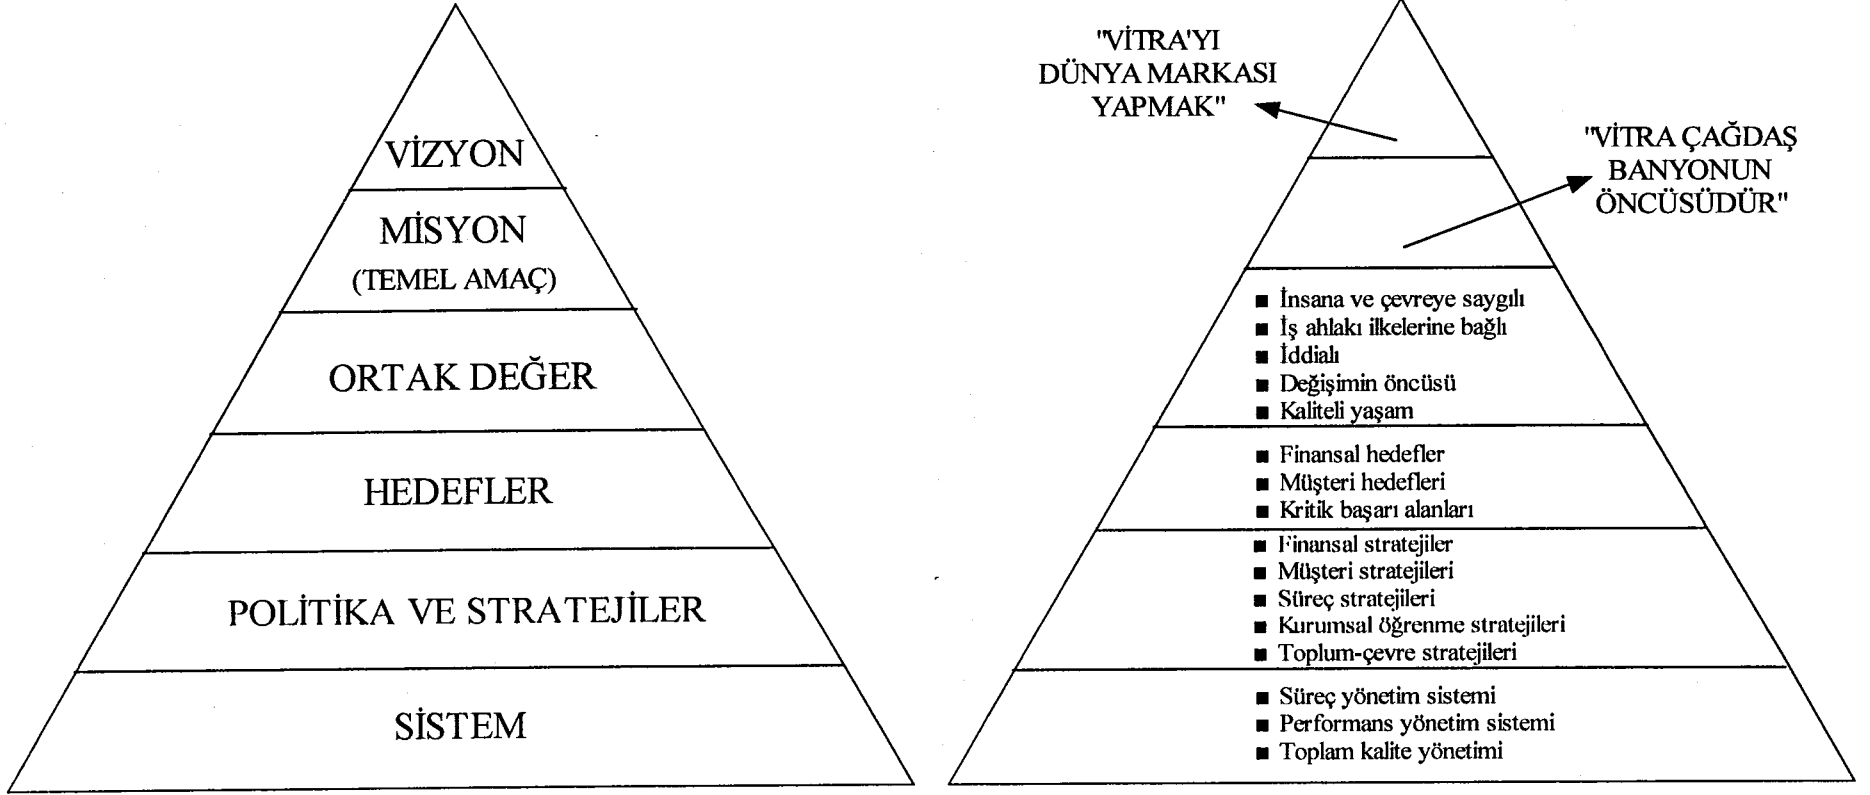 VİZYON
MİSYON
(TEMEL AMAÇ)
ORTAK DEĞER
HEDEFLER
POLİTİKA VE STRATEJİLER
SİSTEM
"VİTRA'YI
DÜNYA MARKASI
YAPMAK"
"VİTRA ÇAĞDAŞ
BANYONUN
ÖNCÜSÜDÜR"
■ İnsana ve çevreye saygılı
■ İş ahlakı ilkelerine bağlı
■ İddialı
■ Değişimin öncüsü
■ Kaliteli yaşam
■ Finansal hedefler
■ Müşteri hedefleri
■ Kritik başarı alanları
■ Finansal stratejiler
■ Müşteri stratejileri
■ Süreç stratejileri
■ Kurumsal öğrenme stratejileri
■ Toplum-çevre stratejileri
■ Süreç yönetim sistemi
■ Performans yönetim sistemi
■ Toplam kalite yönetimi